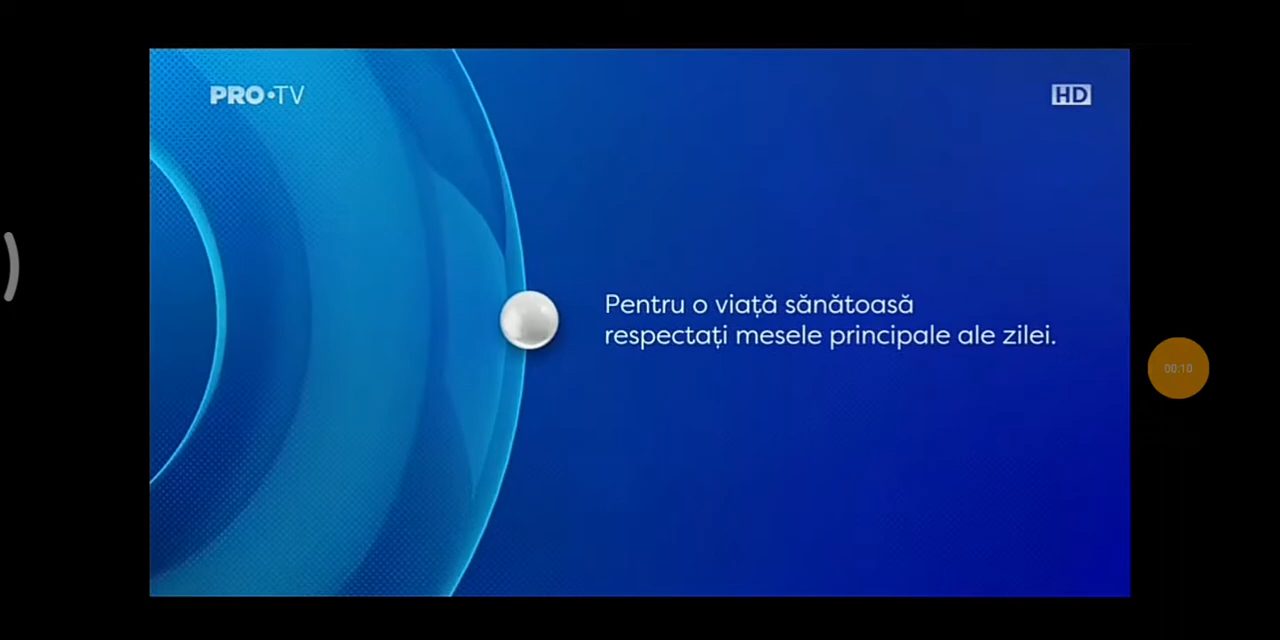 PRO•TV
HD
Pentru o viață sănătoasă
respectați mesele principale ale zilei.
00:10